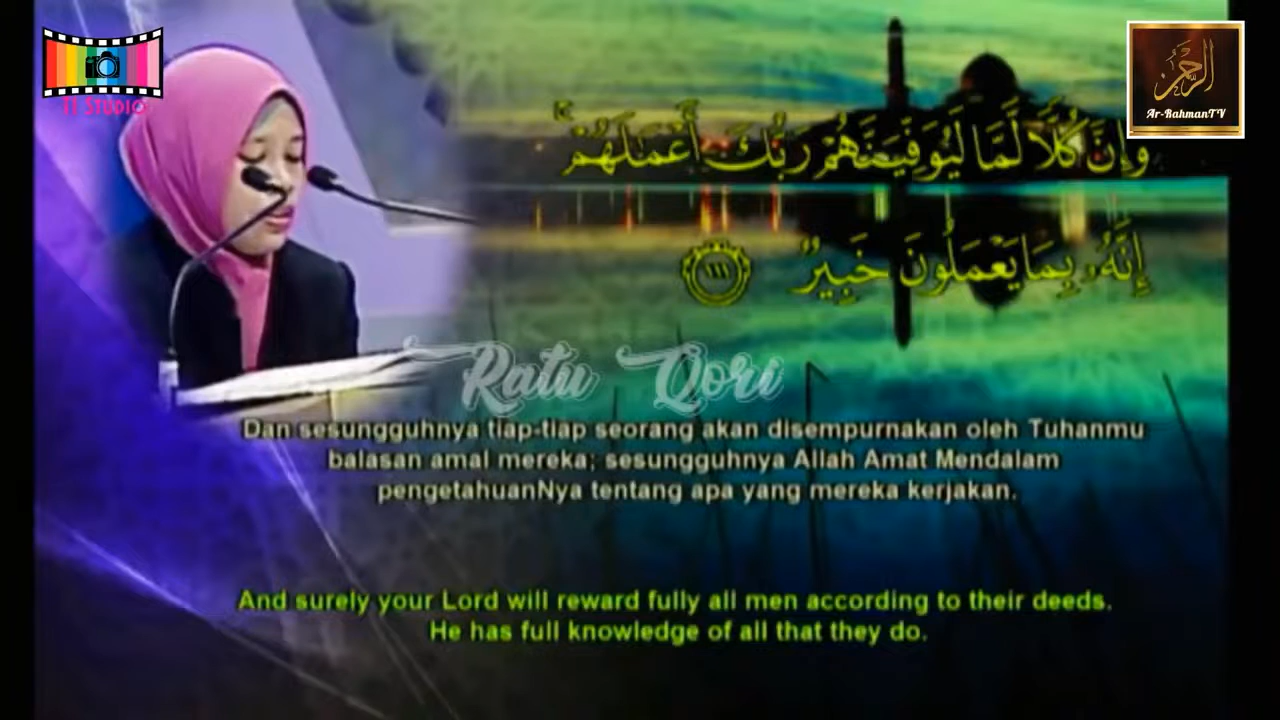 TI STUDIO
الرحمن
Ar-RahmanTV
وَإِنَّ كُلًّا لَّمَّا لَيُوَفِّيَنَّهُمْ رَبُّكَ أَعْمَٰلَهُمْ ۚ
إِنَّهُۥ بِمَا يَعْمَلُونَ خَبِيرٌ ١١١
Ratu Qori
Dan sesungguhnya tiap-tiap seorang akan disempurnakan oleh Tuhanmu
balasan amal mereka; sesungguhnya Allah Amat Mendalam
pengetahuanNya tentang apa yang mereka kerjakan.
And surely your Lord will reward fully all men according to their deeds.
He has full knowledge of all that they do.